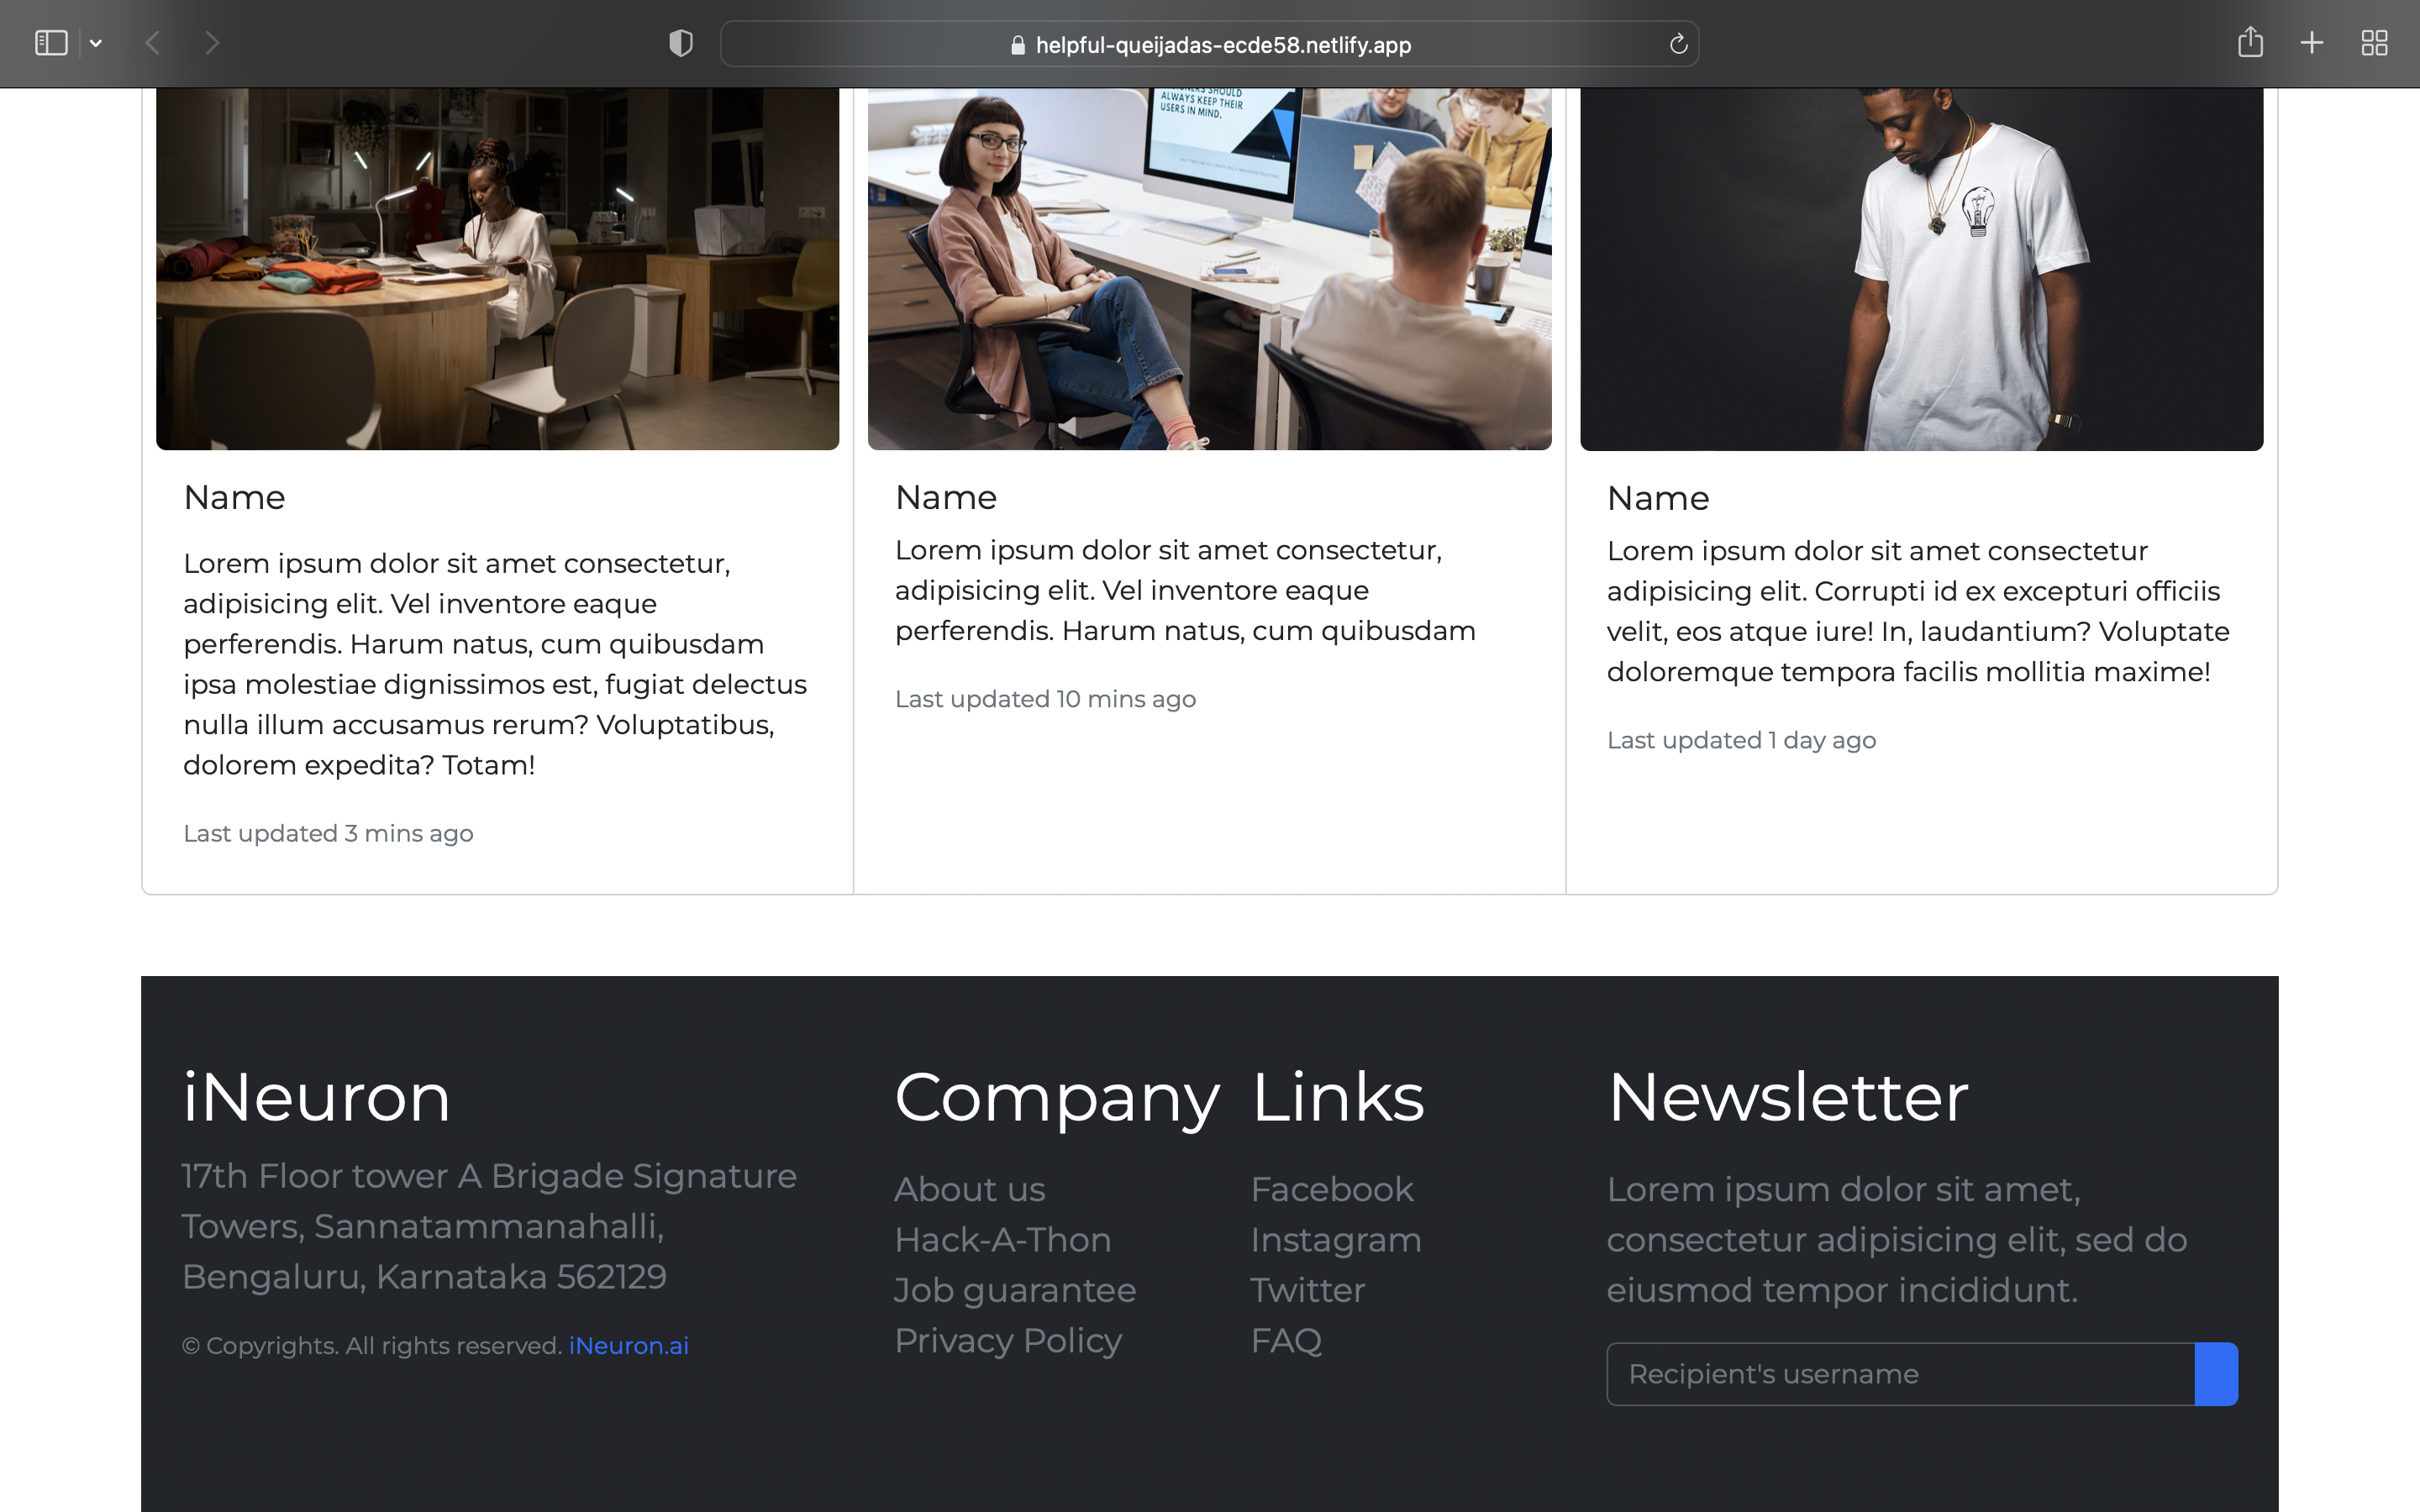 helpful-queijadas-ecde58.netlify.app
SHOULD
ALWAYS KEEP THEIR
USERS IN MIND.
Name
Lorem ipsum dolor sit amet consectetur,
adipisicing elit. Vel inventore eaque
perferendis. Harum natus, cum quibusdam
ipsa molestiae dignissimos est, fugiat delectus
nulla illum accusamus rerum? Voluptatibus,
dolorem expedita? Totam!
Last updated 3 mins ago
Name
Lorem ipsum dolor sit amet consectetur,
adipisicing elit. Vel inventore eaque
perferendis. Harum natus, cum quibusdam
Last updated 10 mins ago
Name
Lorem ipsum dolor sit amet consectetur
adipisicing elit. Corrupti id ex excepturi officiis
velit, eos atque iure! In, laudantium? Voluptate
doloremque tempora facilis mollitia maxime!
Last updated 1 day ago
iNeuron
17th Floor tower A Brigade Signature
Towers, Sannatammanahalli,
Bengaluru, Karnataka 562129
© Copyrights. All rights reserved. iNeuron.ai
Company
About us
Hack-A-Thon
Job guarantee
Privacy Policy
Links
Facebook
Instagram
Twitter
FAQ
Newsletter
Lorem ipsum dolor sit amet,
consectetur adipisicing elit, sed do
eiusmod tempor incididunt.
Recipient's username